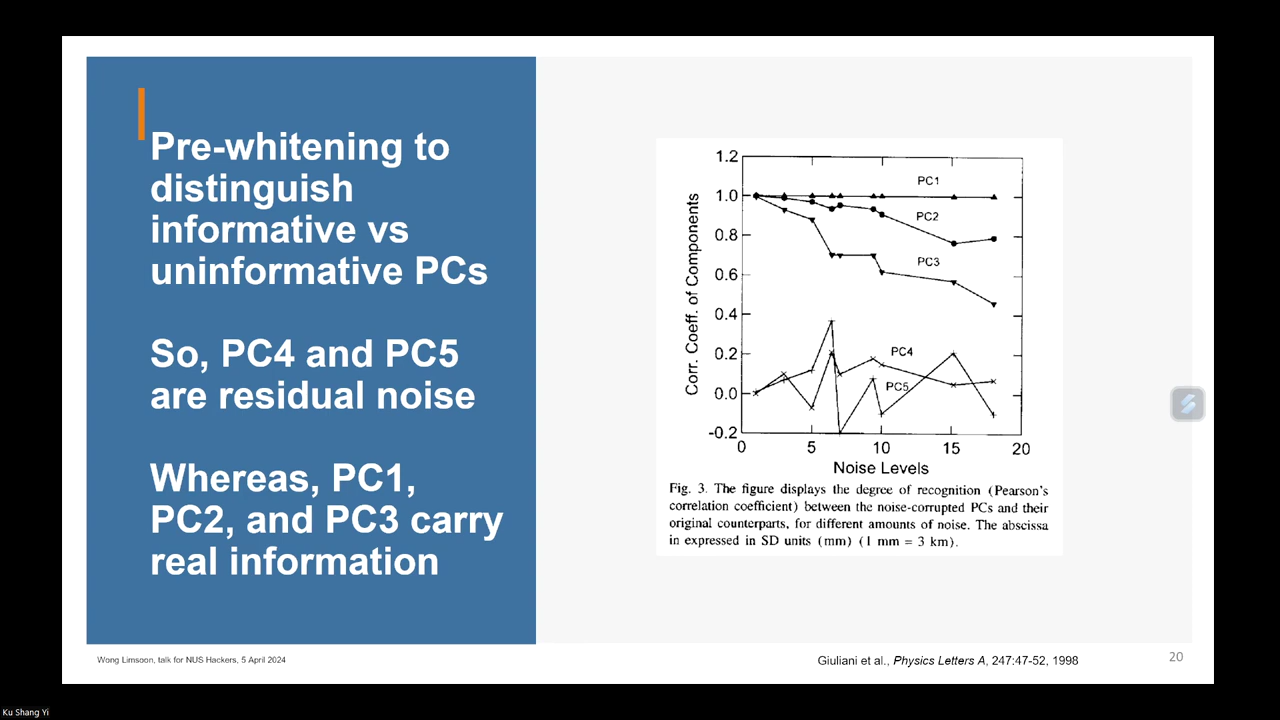 Pre-whitening to
distinguish
informative vs
uninformative PCs
So, PC4 and PC5
are residual noise
Whereas, PC1,
PC2, and PC3 carry
real information
1.2
1.0
0.8
0.6
0.4
0.2
0.0
-0.2
Corr. Coeff. of Components
PC1
PC2
PC3
PC4
PC5
0 5 10 15 20
Noise Levels
Fig. 3. The figure displays the degree of recognition (Pearson's
correlation coefficient) between the noise-corrupted PCs and their
original counterparts, for different amounts of noise. The abscissa
in expressed in SD units (mm) (1 mm = 3 km).
Wong Limsoon, talk for NUS Hackers, 5 April 2024
Giuliani et al., Physics Letters A, 247:47-52, 1998
20
Ku Shang Yi